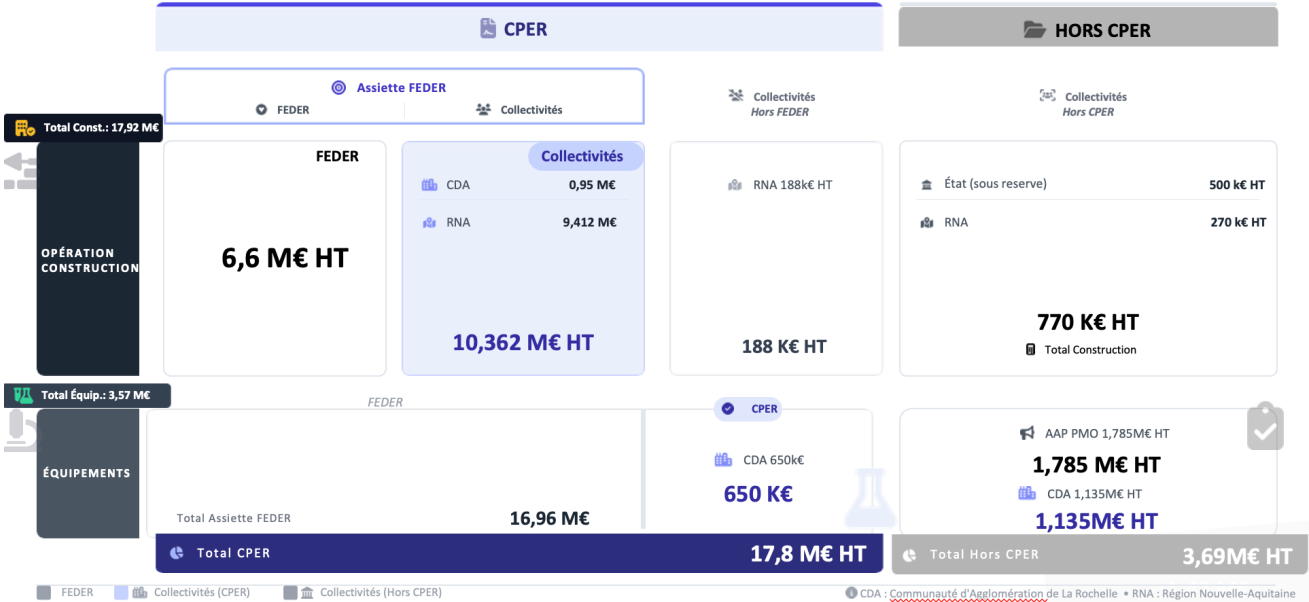 CPER
HORS CPER
Assiette FEDER
FEDER
Collectivités
Collectivités
Hors FEDER
Collectivités
Hors CPER
Total Const.: 17,92 M€
OPÉRATION
CONSTRUCTION
FEDER
6,6 M€ HT
Collectivités
CDA 0,95 M€
RNA 9,412 M€
10,362 M€ HT
RNA 188k€ HT
188 K€ HT
État (sous reserve) 500 k€ HT
RNA 270 k€ HT
770 K€ HT
Total Construction
Total Équip.: 3,57 M€
ÉQUIPEMENTS
FEDER
Total Assiette FEDER 16,96 M€
CPER
CDA 650k€
650 K€
AAP PMO 1,785M€ HT
1,785 M€ HT
CDA 1,135M€ HT
1,135M€ HT
Total CPER 17,8 M€ HT
Total Hors CPER 3,69M€ HT
FEDER Collectivités (CPER) Collectivités (Hors CPER)
CDA : Communauté d'Agglomération de La Rochelle • RNA : Région Nouvelle-Aquitaine